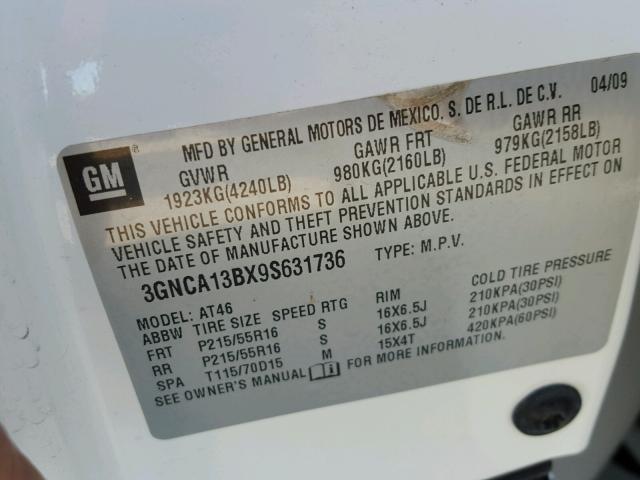 04/09
MFD BY GENERAL MOTORS DE MEXICO, S. DE R.L. DE C.V.
GM ®
GVWR GAWR FRT GAWR RR
1923KG(4240LB) 980KG(2160LB) 979KG(2158LB)
THIS VEHICLE CONFORMS TO ALL APPLICABLE U.S. FEDERAL MOTOR
VEHICLE SAFETY AND THEFT PREVENTION STANDARDS IN EFFECT ON
THE DATE OF MANUFACTURE SHOWN ABOVE.
3GNCA13BX9S631736 TYPE: M.P.V.
MODEL: AT46
ABBW TIRE SIZE SPEED RTG RIM COLD TIRE PRESSURE
FRT P215/55R16 S 16X6.5J 210KPA(30PSI)
RR P215/55R16 S 16X6.5J 210KPA(30PSI)
SPA T115/70D15 M 15X4T 420KPA(60PSI)
SEE OWNER'S MANUAL FOR MORE INFORMATION.